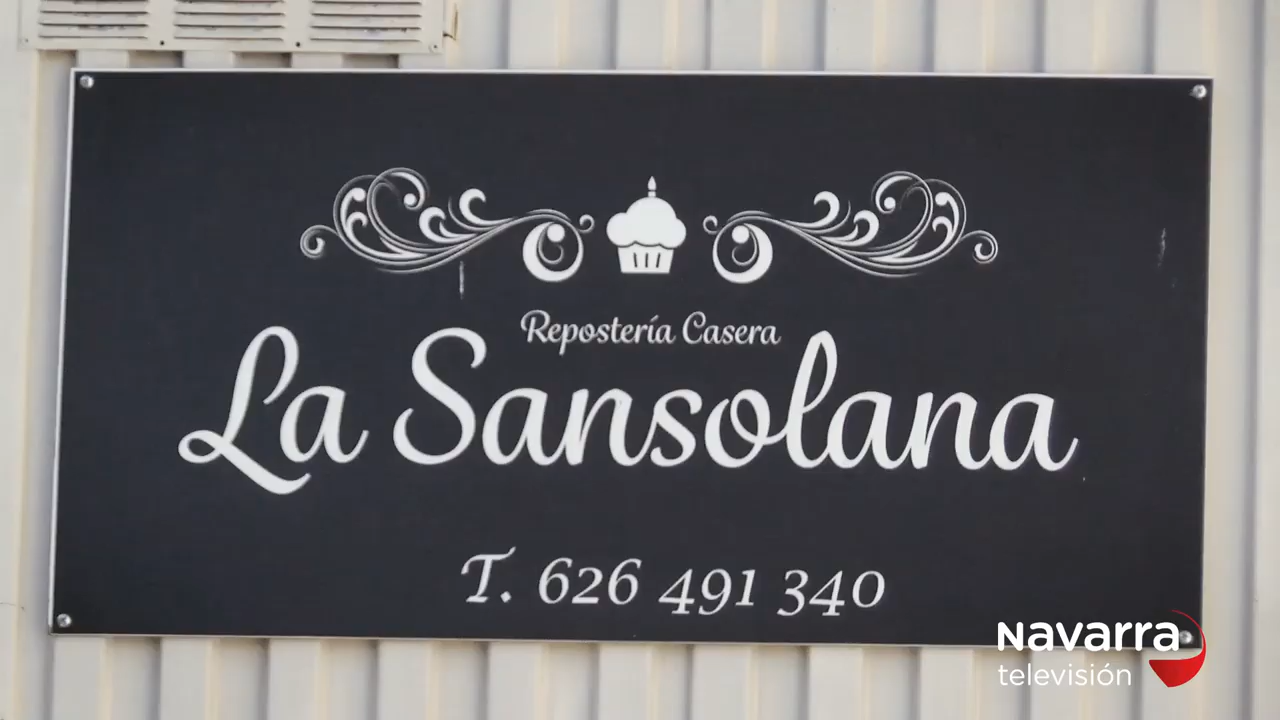 Repostería Casera
La Sansolana
T. 626 491 340
Navarra
televisión